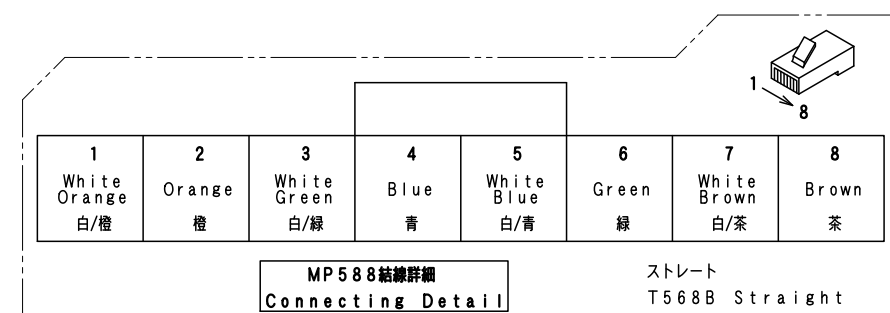 1
8
1
White
Orange
白/橙
2
Orange
橙
3
White
Green
白/緑
4
Blue
青
5
White
Blue
白/青
6
Green
緑
7
White
Brown
白/茶
8
Brown
茶
MP588結線詳細
Connecting Detail
ストレート
T568B Straight